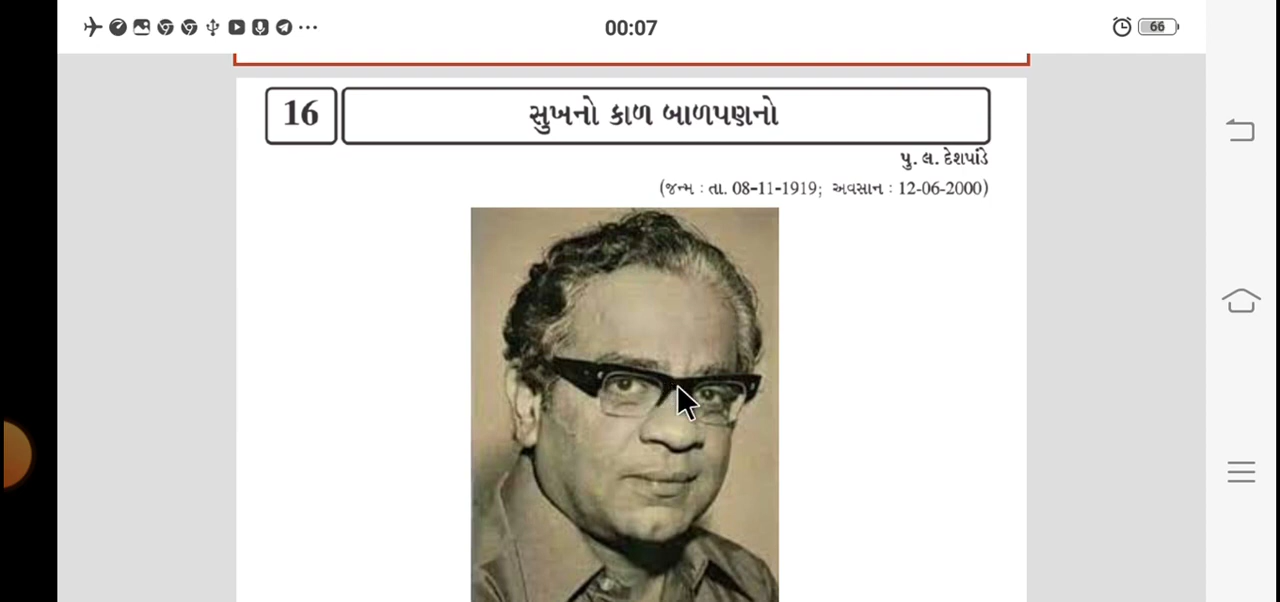 00:07
66
16
સુખનો કાળ બાળપણનો
પુ. લ. દેશપાંડે
(જન્મ : તા. 08-11-1919; અવસાન : 12-06-2000)